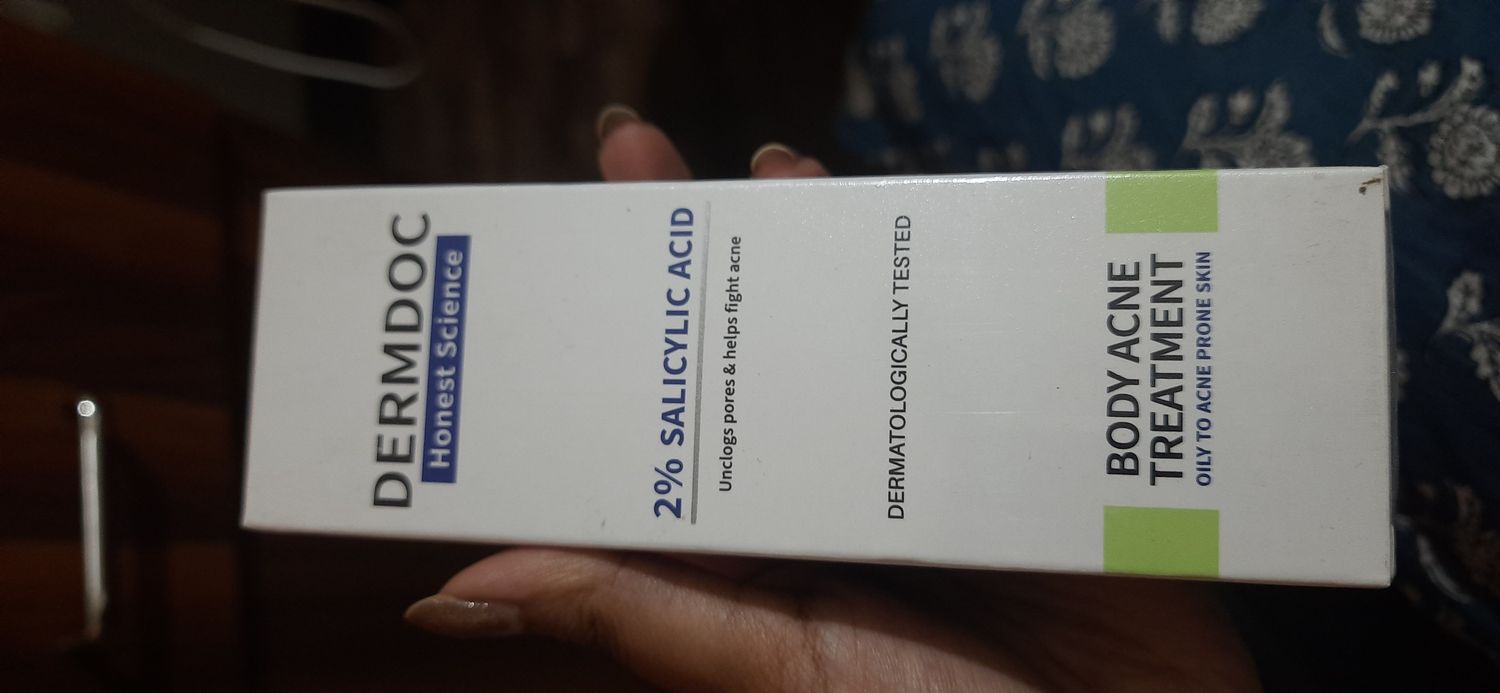 DERMDOC
Honest Science
2% SALICYLIC ACID
Unclogs pores & helps fight acne
DERMATOLOGICALLY TESTED
BODY ACNE
TREATMENT
OILY TO ACNE PRONE SKIN